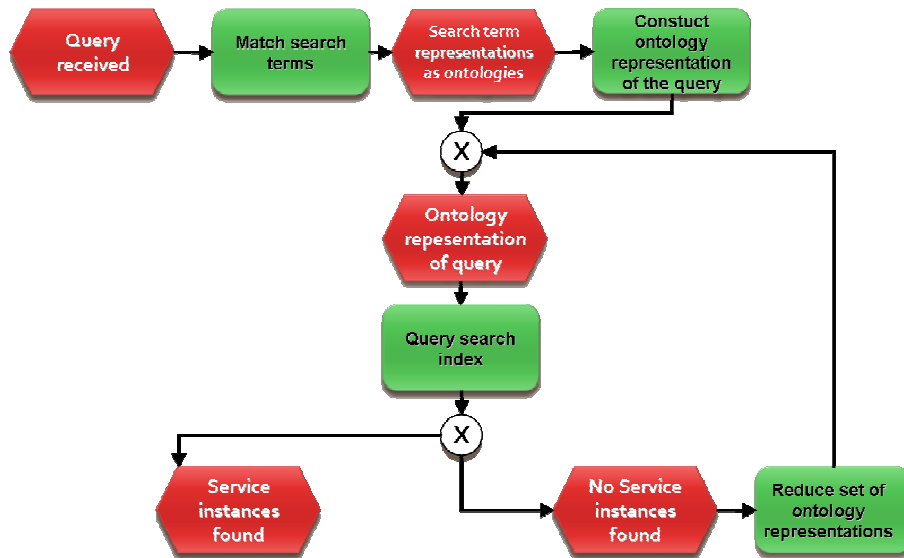 Query
received
Match search
terms
Search term
representations
as ontologies
Constuct
ontology
representation
of the query
X
Ontology
repesentation
of query
Query search
index
X
Service
instances
found
No Service
instances
found
Reduce set of
ontology
representations